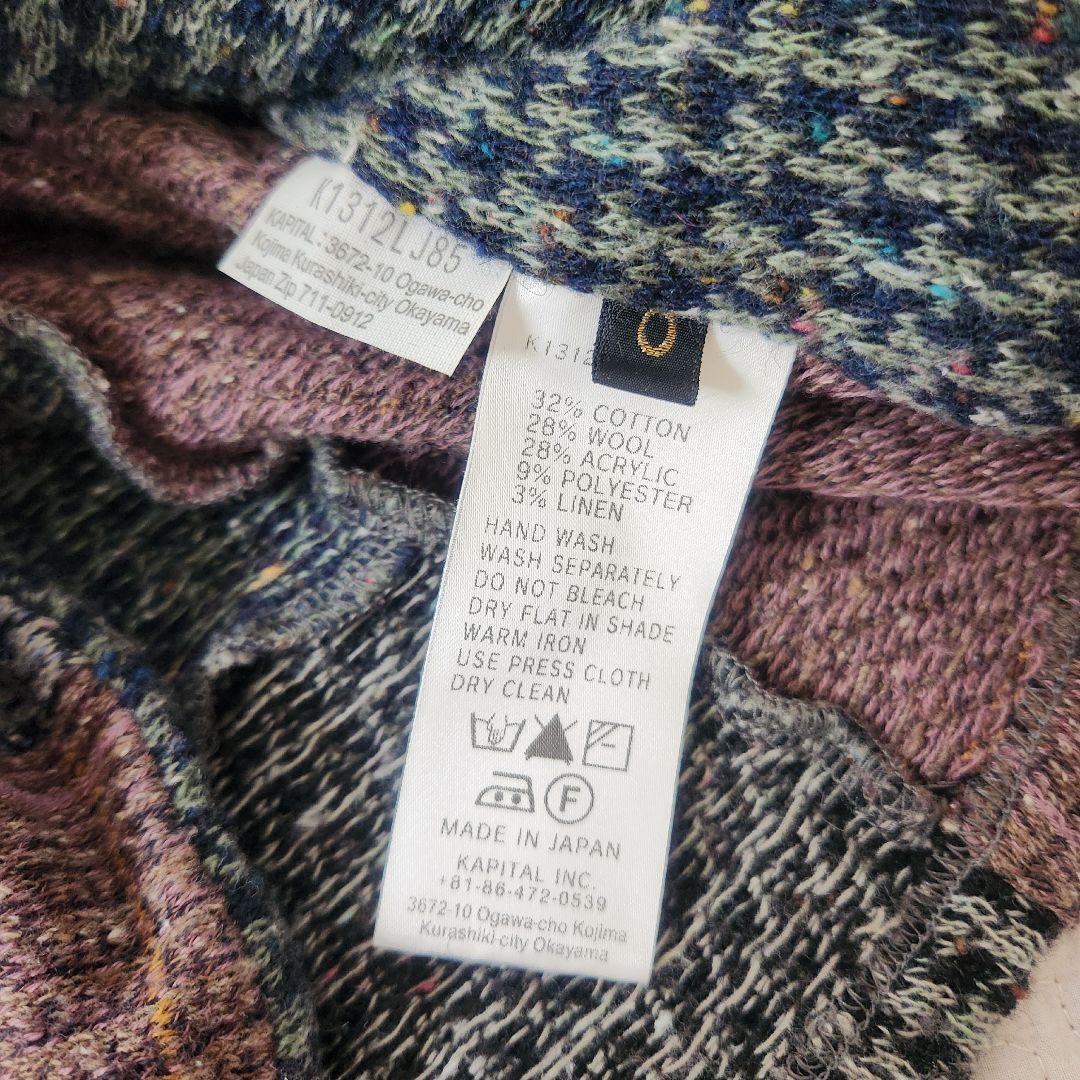 K1312LJ85
KAPITAL : 3672-10 Ogawa-cho
Kojima Kurashiki-city Okayama
Japan Zip 711-0912
0
K1312
32% COTTON
28% WOOL
28% ACRYLIC
9% POLYESTER
3% LINEN
HAND WASH
WASH SEPARATELY
DO NOT BLEACH
DRY FLAT IN SHADE
WARM IRON
USE PRESS CLOTH
DRY CLEAN
F
MADE IN JAPAN
KAPITAL INC.
+81-86-472-0539
3672-10 Ogawa-cho Kojima
Kurashiki-city Okayama